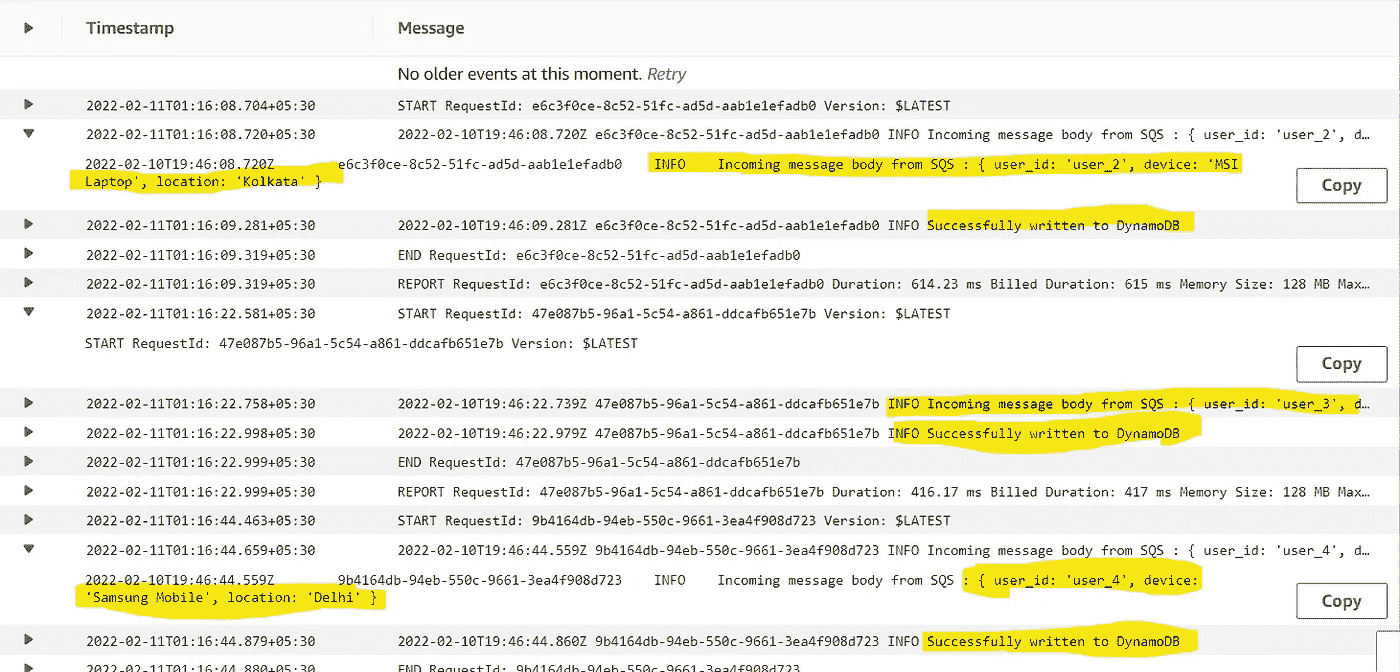 Timestamp Message
No older events at this moment. Retry
2022-02-11T01:16:08.704+05:30 START RequestId: e6c3f0ce-8c52-51fc-ad5d-aab1e1efadb0 Version: $LATEST
2022-02-11T01:16:08.720+05:30 2022-02-10T19:46:08.720Z e6c3f0ce-8c52-51fc-ad5d-aab1e1efadb0 INFO Incoming message body from SQS : { user_id: 'user_2', d…
2022-02-10T19:46:08.720Z e6c3f0ce-8c52-51fc-ad5d-aab1e1efadb0 INFO Incoming message body from SQS : { user_id: 'user_2', device: 'MSI
Laptop', location: 'Kolkata' }
Copy
2022-02-11T01:16:09.281+05:30 2022-02-10T19:46:09.281Z e6c3f0ce-8c52-51fc-ad5d-aab1e1efadb0 INFO Successfully written to DynamoDB
2022-02-11T01:16:09.319+05:30 END RequestId: e6c3f0ce-8c52-51fc-ad5d-aab1e1efadb0
2022-02-11T01:16:09.319+05:30 REPORT RequestId: e6c3f0ce-8c52-51fc-ad5d-aab1e1efadb0 Duration: 614.23 ms Billed Duration: 615 ms Memory Size: 128 MB Max…
2022-02-11T01:16:22.581+05:30 START RequestId: 47e087b5-96a1-5c54-a861-ddcafb651e7b Version: $LATEST
START RequestId: 47e087b5-96a1-5c54-a861-ddcafb651e7b Version: $LATEST
Copy
2022-02-11T01:16:22.758+05:30 2022-02-10T19:46:22.739Z 47e087b5-96a1-5c54-a861-ddcafb651e7b INFO Incoming message body from SQS : { user_id: 'user_3', d…
2022-02-11T01:16:22.998+05:30 2022-02-10T19:46:22.979Z 47e087b5-96a1-5c54-a861-ddcafb651e7b INFO Successfully written to DynamoDB
2022-02-11T01:16:22.999+05:30 END RequestId: 47e087b5-96a1-5c54-a861-ddcafb651e7b
2022-02-11T01:16:22.999+05:30 REPORT RequestId: 47e087b5-96a1-5c54-a861-ddcafb651e7b Duration: 416.17 ms Billed Duration: 417 ms Memory Size: 128 MB Max…
2022-02-11T01:16:44.463+05:30 START RequestId: 9b4164db-94eb-550c-9661-3ea4f908d723 Version: $LATEST
2022-02-11T01:16:44.659+05:30 2022-02-10T19:46:44.559Z 9b4164db-94eb-550c-9661-3ea4f908d723 INFO Incoming message body from SQS : { user_id: 'user_4', d…
2022-02-10T19:46:44.559Z 9b4164db-94eb-550c-9661-3ea4f908d723 INFO Incoming message body from SQS : { user_id: 'user_4', device:
'Samsung Mobile', location: 'Delhi' }
Copy
2022-02-11T01:16:44.879+05:30 2022-02-10T19:46:44.860Z 9b4164db-94eb-550c-9661-3ea4f908d723 INFO Successfully written to DynamoDB
2022-02-11T01:16:44.880+05:30 END RequestId: 9b4164db-94eb-550c-9661-3ea4f908d723